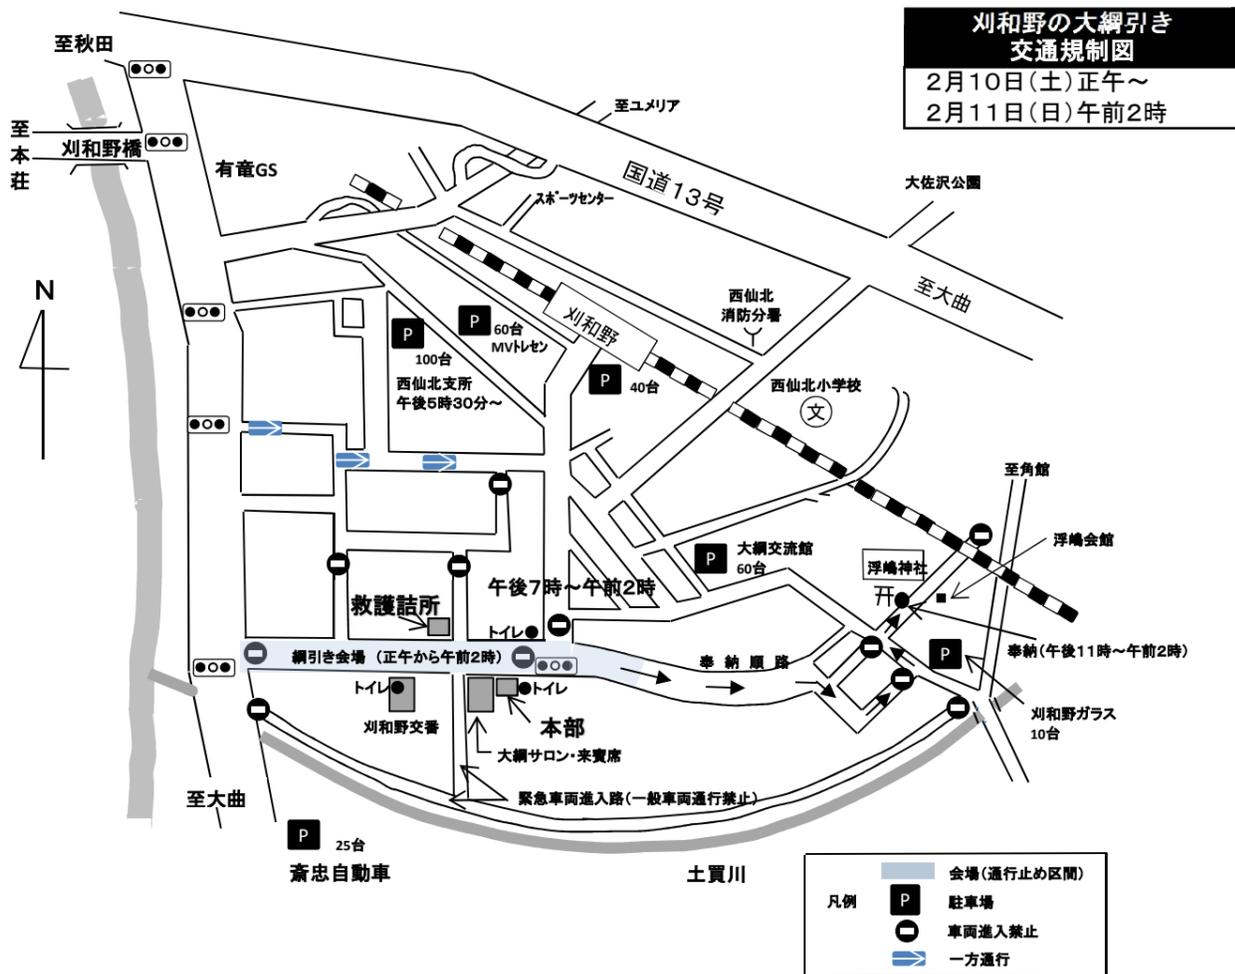 刈和野の大綱引き
交通規制図
2月10日(土)正午~
2月11日(日)午前2時
至秋田
至ユメリア
至本荘
刈和野橋
有竜GS
国道13号
大佐沢公園
スポーツセンター
至大曲
N
西仙北
消防分署
刈和野
P
60台
MVトレセン
P
100台
西仙北支所
午後5時30分~
P
40台
西仙北小学校
文
至角館
浮嶋会館
P
大綱交流館
60台
浮嶋神社
午後7時~午前2時
救護詰所
トイレ
綱引き会場 (正午から午前2時)
奉納順路
奉納(午後11時~午前2時)
P
トイレ
トイレ
刈和野交番
本部
大綱サロン・来賓席
刈和野ガラス
10台
至大曲
緊急車両進入路(一般車両通行禁止)
P
25台
斎忠自動車
土買川
凡例
会場(通行止め区間)
P
駐車場
車両進入禁止
一方通行